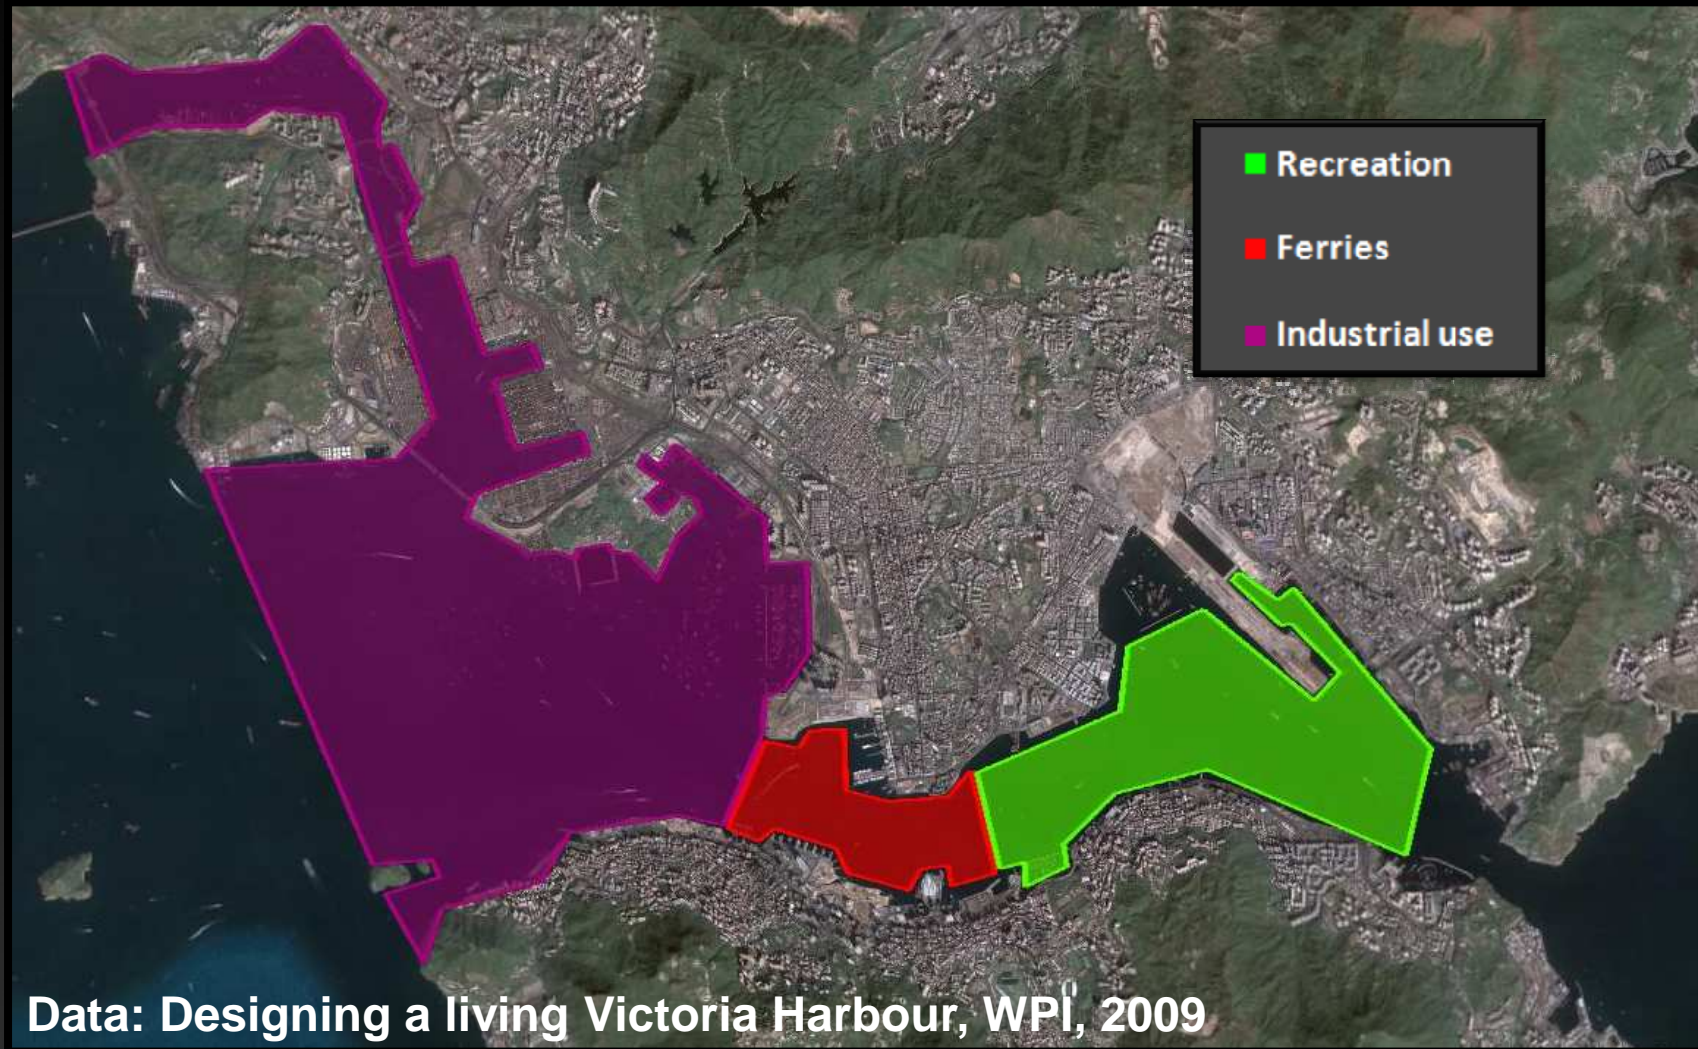 Recreation
Ferries
Industrial use
Data: Designing a living Victoria Harbour, WPI, 2009